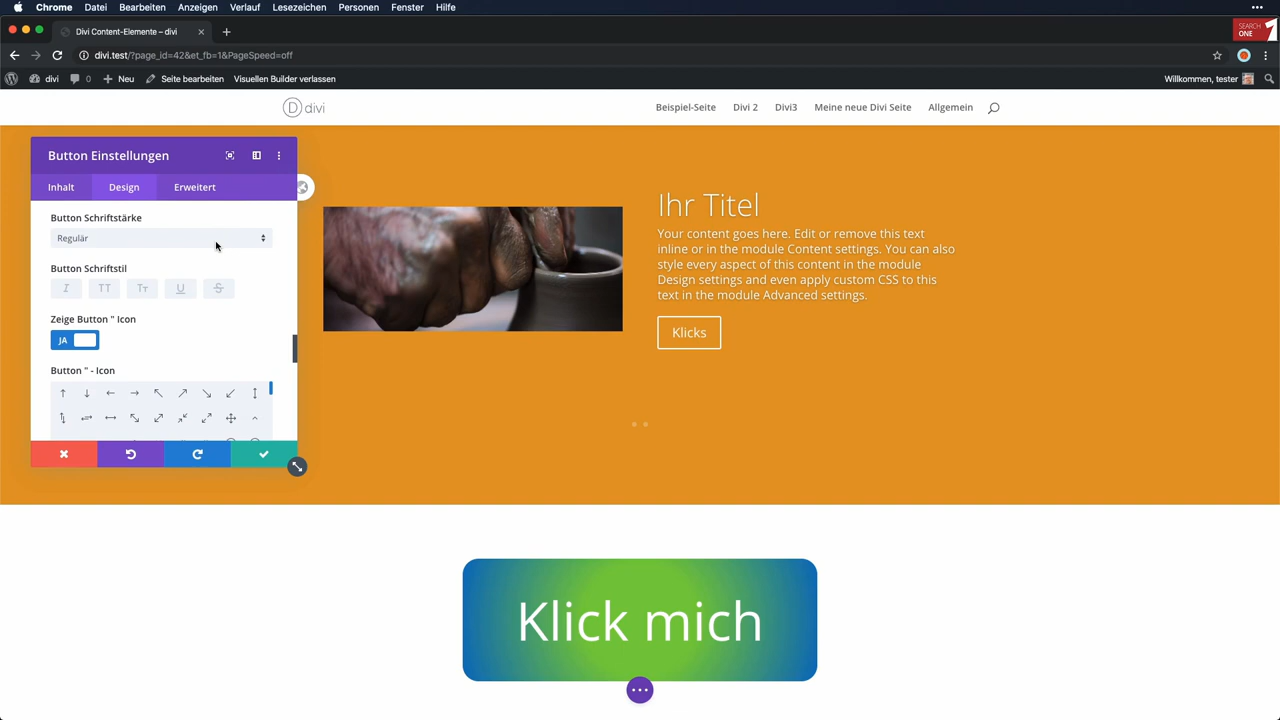 Chrome Datei Bearbeiten Anzeigen Verlauf Lesezeichen Personen Fenster Hilfe
Divi Content-Elemente – divi
SEARCH ONE 1
divi.test/?page_id=42&et_fb=1&PageSpeed=off
divi 0 + Neu Seite bearbeiten Visuellen Builder verlassen Willkommen, tester
D divi Beispiel-Seite Divi 2 Divi3 Meine neue Divi Seite Allgemein
Button Einstellungen
Inhalt Design Erweitert
Button Schriftstärke
Regulär
Button Schriftstil
I TT TT U S
Zeige Button " Icon
JA
Button " - Icon
Ihr Titel
Your content goes here. Edit or remove this text
inline or in the module Content settings. You can also
style every aspect of this content in the module
Design settings and even apply custom CSS to this
text in the module Advanced settings.
Klicks
Klick mich